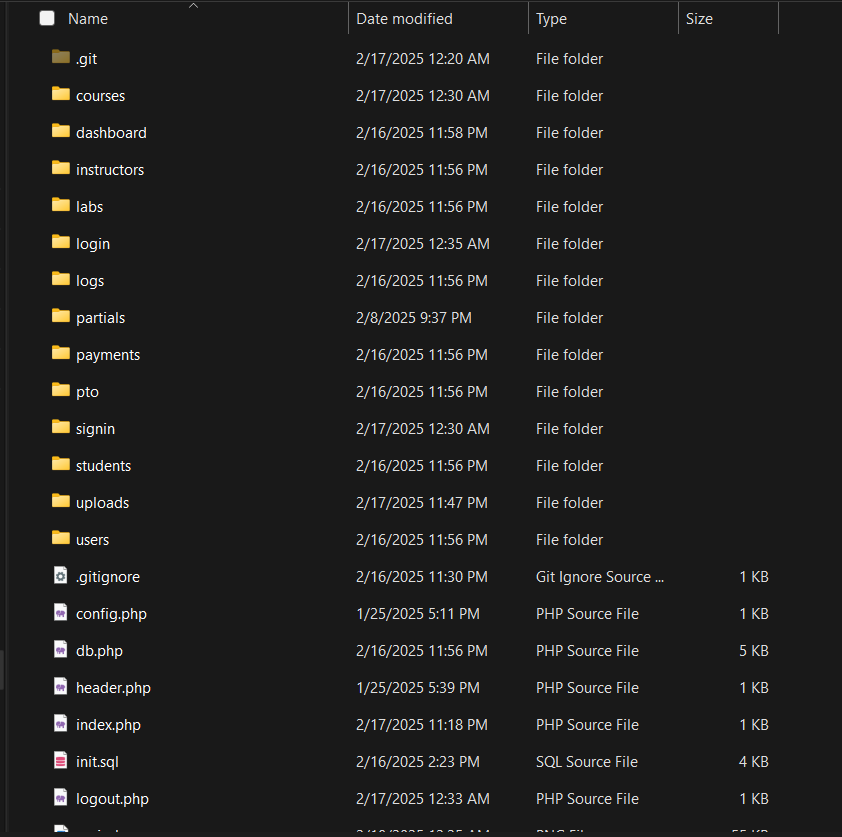 Name Date modified Type Size
.git 2/17/2025 12:20 AM File folder
courses 2/17/2025 12:30 AM File folder
dashboard 2/16/2025 11:58 PM File folder
instructors 2/16/2025 11:56 PM File folder
labs 2/16/2025 11:56 PM File folder
login 2/17/2025 12:35 AM File folder
logs 2/16/2025 11:56 PM File folder
partials 2/8/2025 9:37 PM File folder
payments 2/16/2025 11:56 PM File folder
pto 2/16/2025 11:56 PM File folder
signin 2/17/2025 12:30 AM File folder
students 2/16/2025 11:56 PM File folder
uploads 2/17/2025 11:47 PM File folder
users 2/16/2025 11:56 PM File folder
.gitignore 2/16/2025 11:30 PM Git Ignore Source ... 1 KB
config.php 1/25/2025 5:11 PM PHP Source File 1 KB
db.php 2/16/2025 11:56 PM PHP Source File 5 KB
header.php 1/25/2025 5:39 PM PHP Source File 1 KB
index.php 2/17/2025 11:18 PM PHP Source File 1 KB
init.sql 2/16/2025 2:23 PM SQL Source File 4 KB
logout.php 2/17/2025 12:33 AM PHP Source File 1 KB